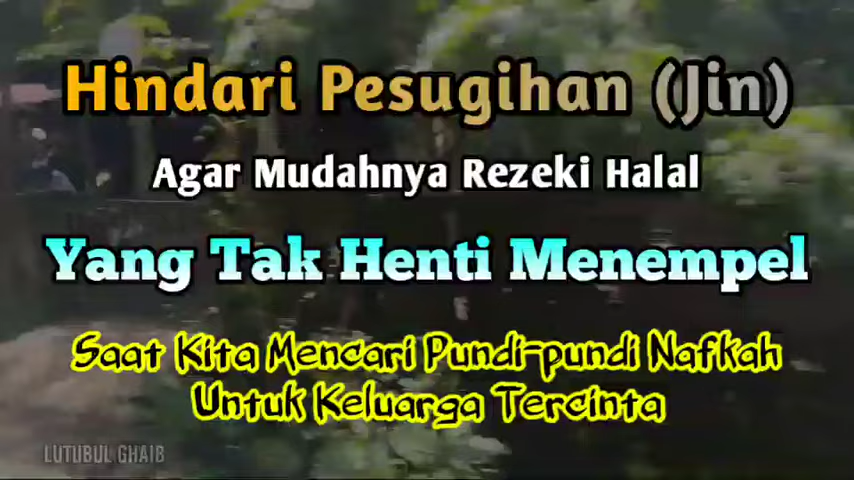 Hindari Pesugihan (Jin)
Agar Mudahnya Rezeki Halal
Yang Tak Henti Menempel
Saat Kita Mencari Pundi-pundi Nafkah
Untuk Keluarga Tercinta
LUTUBUL GHAIB